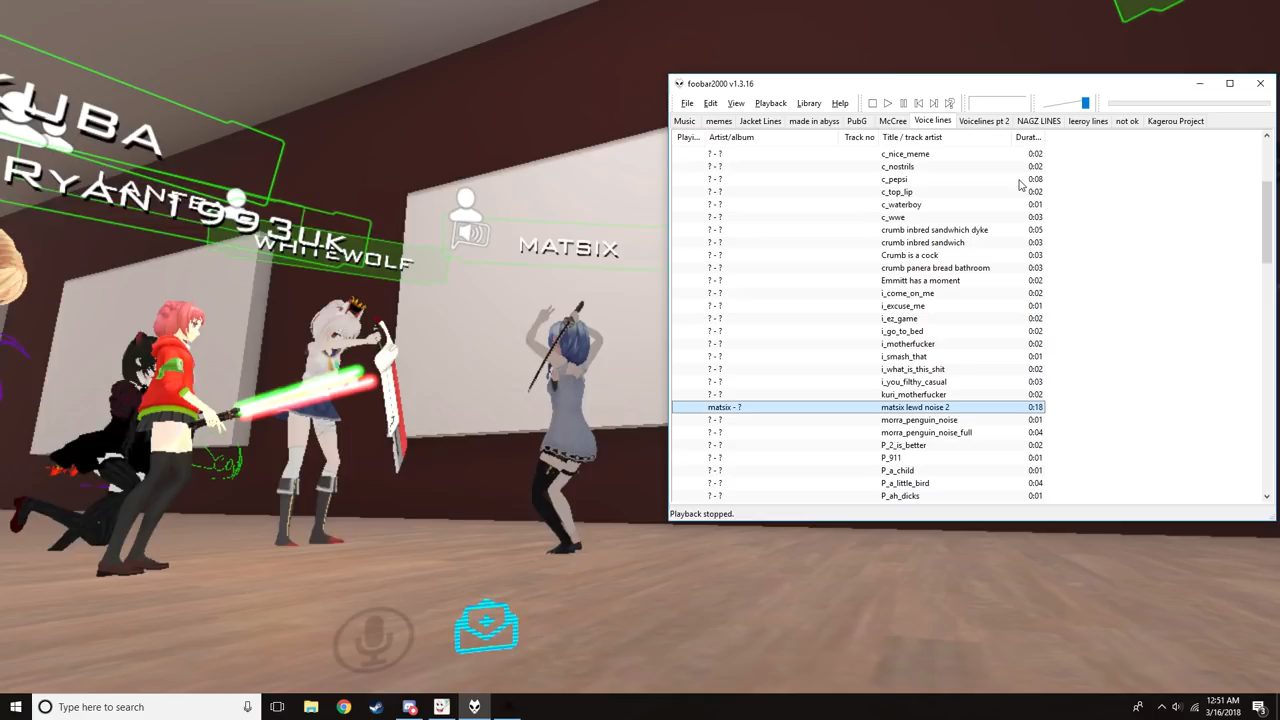 KUBA
RYAN1993UK
WHITEWOLF
MATSIX
foobar2000 v1.3.16
File Edit View Playback Library Help
Music memes Jacket Lines made in abyss PubG McCree Voice lines Voicelines pt 2 NAGZ LINES leeroy lines not ok Kagerou Project
Playi... Artist/album Track no Title / track artist Durat...
? - ? c_nice_meme 0:02
? - ? c_nostrils 0:02
? - ? c_pepsi 0:08
? - ? c_top_lip 0:02
? - ? c_waterboy 0:01
? - ? c_wwe 0:03
? - ? crumb inbred sandwhich dyke 0:05
? - ? crumb inbred sandwich 0:03
? - ? Crumb is a cock 0:03
? - ? crumb panera bread bathroom 0:03
? - ? Emmitt has a moment 0:02
? - ? i_come_on_me 0:02
? - ? i_excuse_me 0:01
? - ? i_ez_game 0:02
? - ? i_go_to_bed 0:02
? - ? i_motherfucker 0:02
? - ? i_smash_that 0:01
? - ? i_what_is_this_shit 0:02
? - ? i_you_filthy_casual 0:03
? - ? kuri_motherfucker 0:02
matsix - ? matsix lewd noise 2 0:18
? - ? morra_penguin_noise 0:01
? - ? morra_penguin_noise_full 0:04
? - ? P_2_is_better 0:02
? - ? P_911 0:01
? - ? P_a_child 0:01
? - ? P_a_little_bird 0:04
? - ? P_ah_dicks 0:01
Playback stopped.
Type here to search
12:51 AM
3/16/2018
3